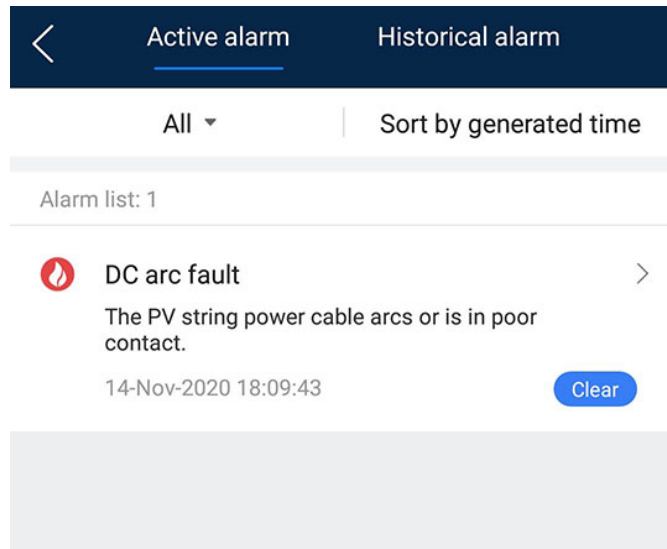 Active alarm Historical alarm
All Sort by generated time
Alarm list: 1
DC arc fault
The PV string power cable arcs or is in poor
contact.
14-Nov-2020 18:09:43 Clear